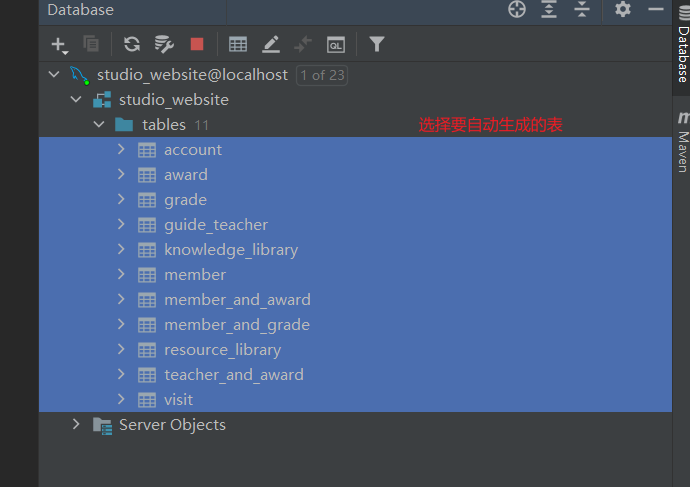 Database
studio_website@localhost 1 of 23
studio_website
tables 11
选择要自动生成的表
account
award
grade
guide_teacher
knowledge_library
member
member_and_award
member_and_grade
resource_library
teacher_and_award
visit
Server Objects
QL
Database
m
Maven